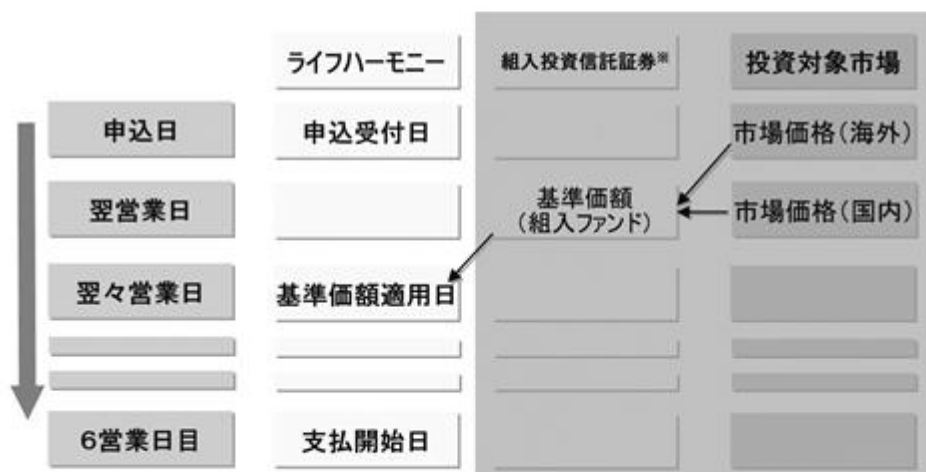 ライフハーモニー
組入投資信託証券※
投資対象市場
申込日
申込受付日
市場価格(海外)
翌営業日
基準価額
(組入ファンド)
市場価格(国内)
翌々営業日
基準価額適用日
6営業日目
支払開始日